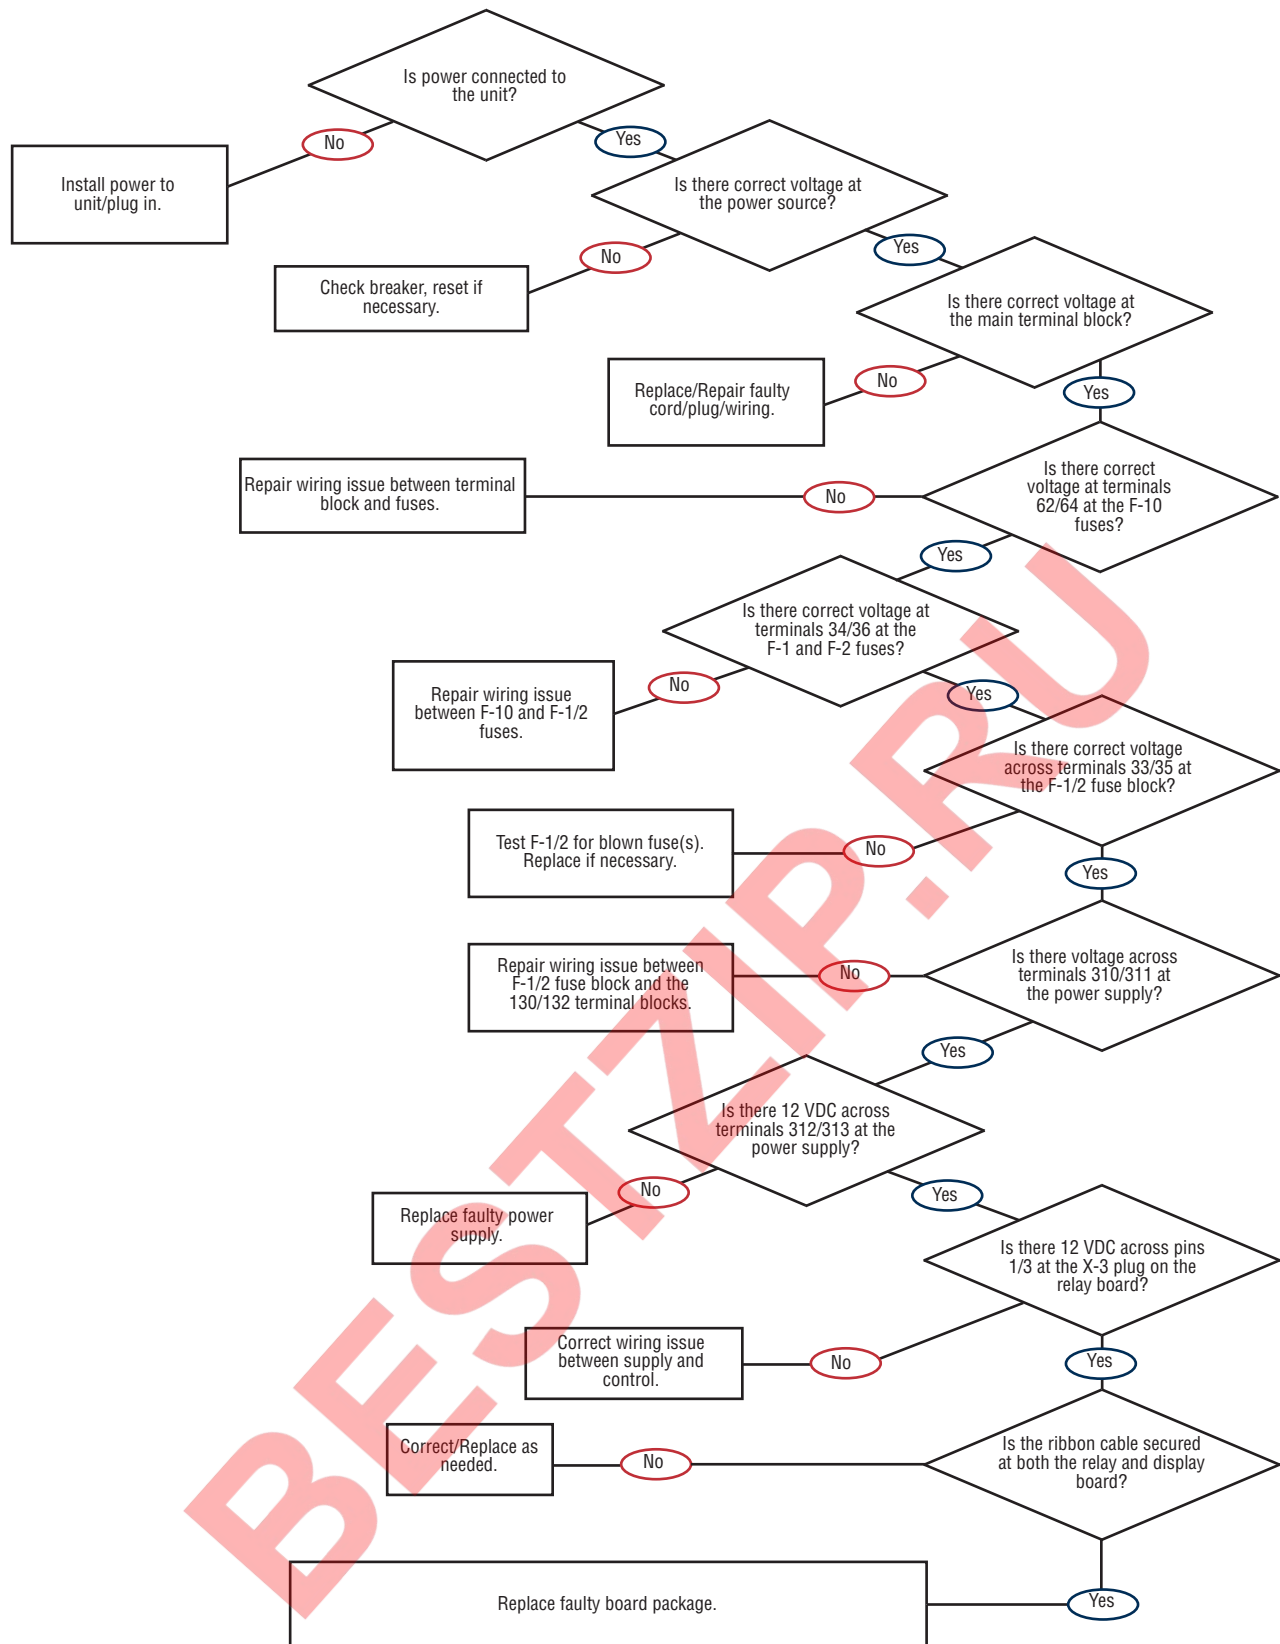 Is power connected to
the unit?
No
Yes
Install power to
unit/plug in.
Is there correct voltage at
the power source?
No
Yes
Check breaker, reset if
necessary.
Is there correct voltage at
the main terminal block?
No
Yes
Replace/Repair faulty
cord/plug/wiring.
Is there correct
voltage at terminals
62/64 at the F-10
fuses?
No
Yes
Repair wiring issue between terminal
block and fuses.
Is there correct voltage at
terminals 34/36 at the
F-1 and F-2 fuses?
No
Yes
Repair wiring issue
between F-10 and F-1/2
fuses.
Is there correct voltage
across terminals 33/35 at
the F-1/2 fuse block?
No
Yes
Test F-1/2 for blown fuse(s).
Replace if necessary.
Is there voltage across
terminals 310/311 at
the power supply?
No
Yes
Repair wiring issue between
F-1/2 fuse block and the
130/132 terminal blocks.
Is there 12 VDC across
terminals 312/313 at the
power supply?
No
Yes
Replace faulty power
supply.
Is there 12 VDC across pins
1/3 at the X-3 plug on the
relay board?
No
Yes
Correct wiring issue
between supply and
control.
Is the ribbon cable secured
at both the relay and display
board?
No
Yes
Correct/Replace as
needed.
Replace faulty board package.
BESTZIP.RU